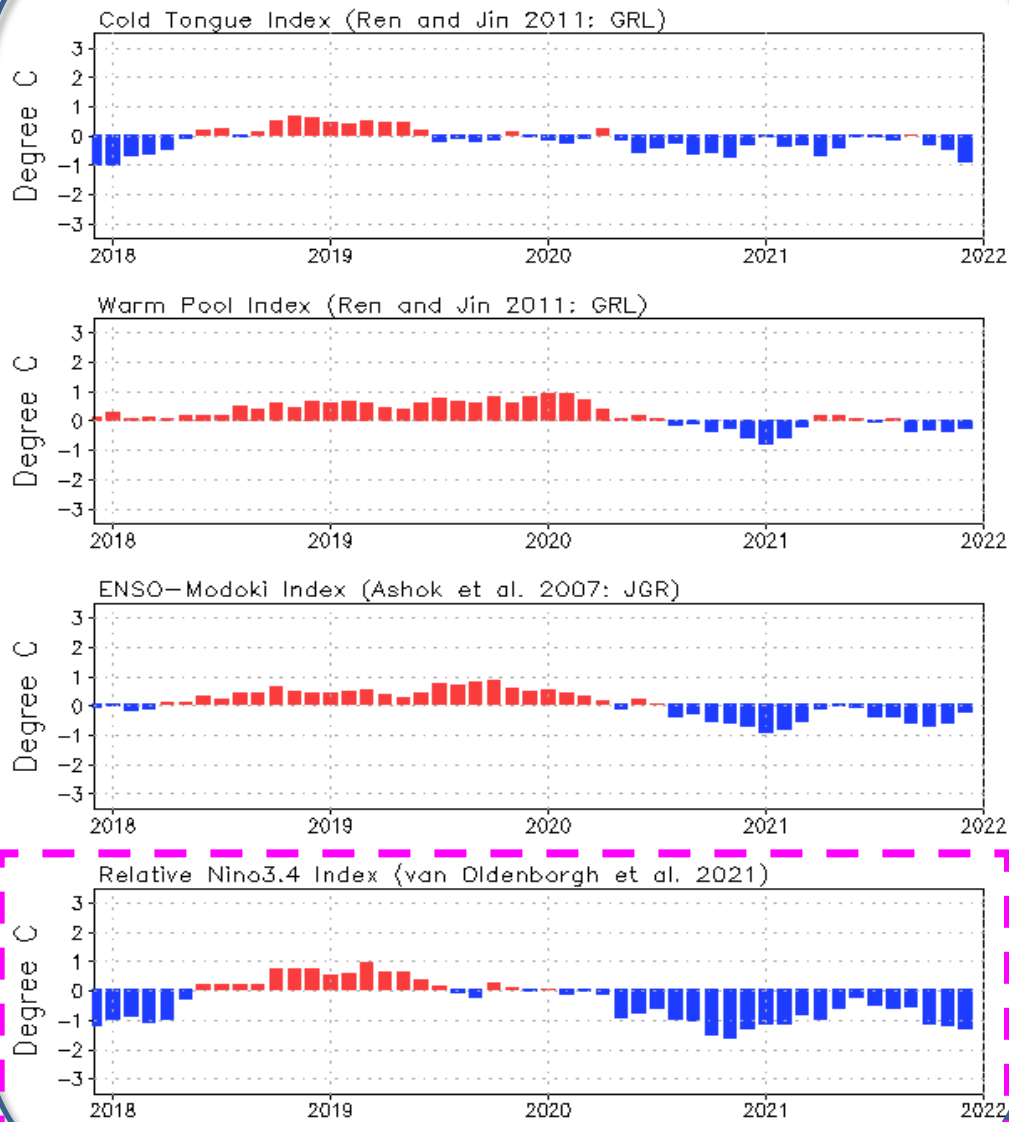 Cold Tongue Index (Ren and Jin 2011: GRL)
3
2
1
0
−1
−2
−3
Degree C
2018 2019 2020 2021 2022
Warm Pool Index (Ren and Jin 2011: GRL)
3
2
1
0
−1
−2
−3
Degree C
2018 2019 2020 2021 2022
ENSO−Modoki Index (Ashok et al. 2007: JGR)
3
2
1
0
−1
−2
−3
Degree C
2018 2019 2020 2021 2022
Relative Nino3.4 Index (van Oldenborgh et al. 2021)
3
2
1
0
−1
−2
−3
Degree C
2018 2019 2020 2021 2022